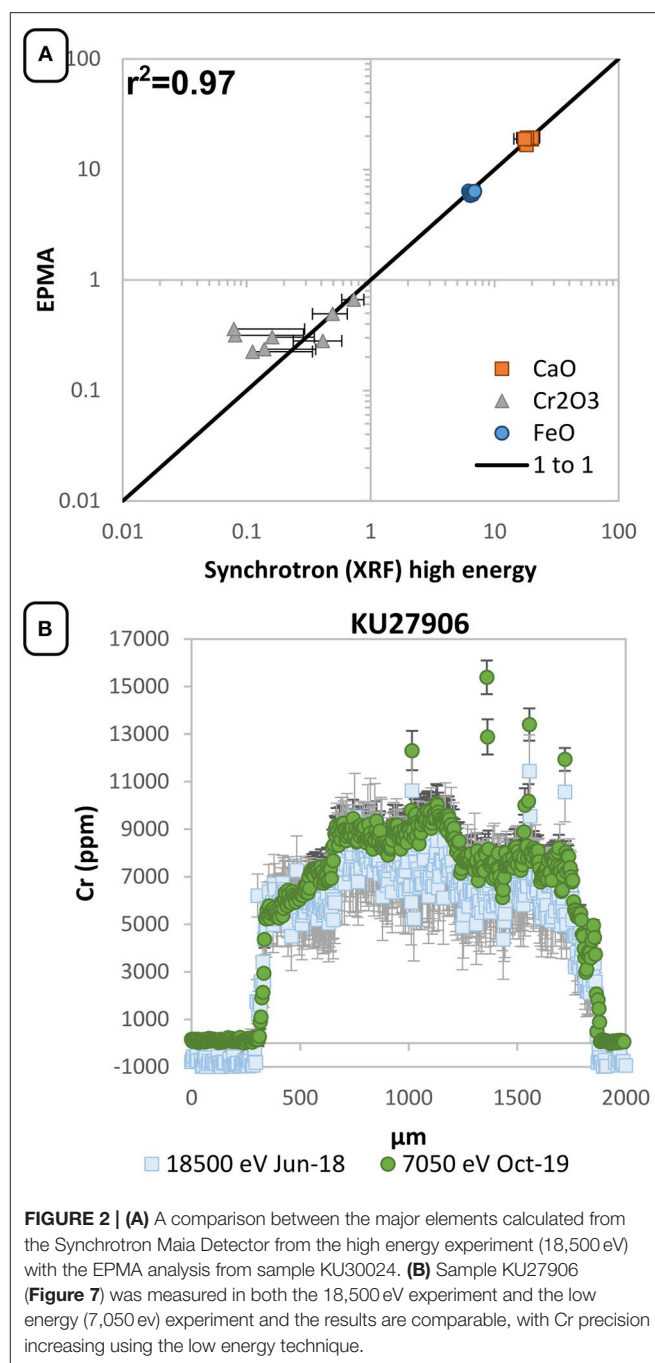 A
r²=0.97
100
10
1
0.1
0.01
EPMA
CaO
Cr2O3
FeO
1 to 1
0.01 0.1 1 10 100
Synchrotron (XRF) high energy
B
KU27906
17000
15000
13000
11000
9000
7000
5000
3000
1000
-1000
Cr (ppm)
0 500 1000 1500 2000
µm
18500 eV Jun-18 7050 eV Oct-19
FIGURE 2 | (A) A comparison between the major elements calculated from
the Synchrotron Maia Detector from the high energy experiment (18,500 eV)
with the EPMA analysis from sample KU30024. (B) Sample KU27906
(Figure 7) was measured in both the 18,500 eV experiment and the low
energy (7,050 ev) experiment and the results are comparable, with Cr precision
increasing using the low energy technique.